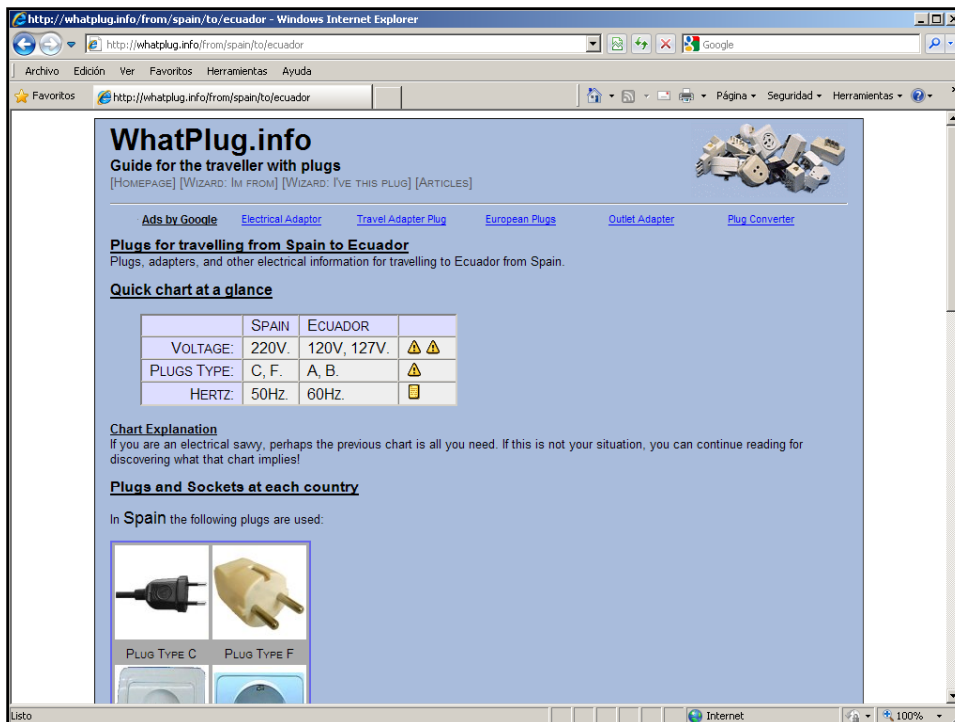 http://whatplug.info/from/spain/to/ecuador - Windows Internet Explorer
http://whatplug.info/from/spain/to/ecuador
Google
Archivo Edición Ver Favoritos Herramientas Ayuda
Favoritos http://whatplug.info/from/spain/to/ecuador Página Seguridad Herramientas
WhatPlug.info
Guide for the traveller with plugs
[HOMEPAGE] [WIZARD: IM FROM] [WIZARD: I'VE THIS PLUG] [ARTICLES]
Ads by Google Electrical Adaptor Travel Adapter Plug European Plugs Outlet Adapter Plug Converter
Plugs for travelling from Spain to Ecuador
Plugs, adapters, and other electrical information for travelling to Ecuador from Spain.
Quick chart at a glance
SPAIN ECUADOR
VOLTAGE: 220V. 120V, 127V.
PLUGS TYPE: C, F. A, B.
HERTZ: 50Hz. 60Hz.
Chart Explanation
If you are an electrical savvy, perhaps the previous chart is all you need. If this is not your situation, you can continue reading for
discovering what that chart implies!
Plugs and Sockets at each country
In Spain the following plugs are used:
PLUG TYPE C PLUG TYPE F
Listo Internet 100%